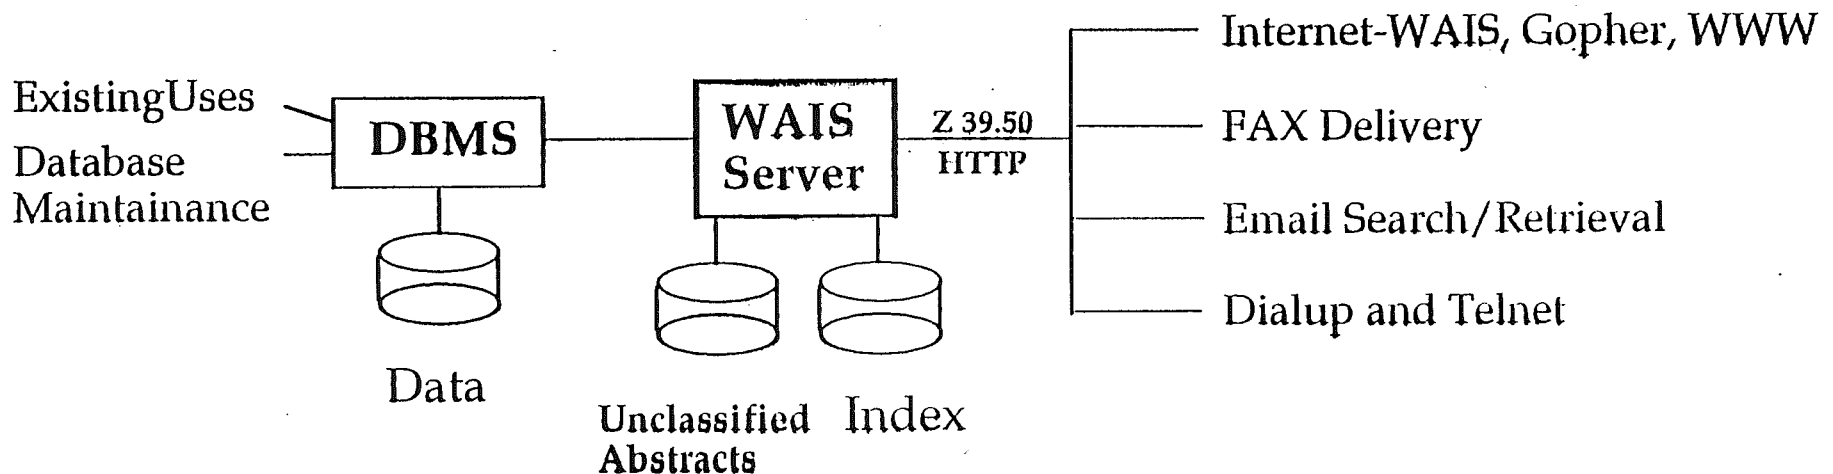 ExistingUses
Database
Maintainance
DBMS
Data
WAIS
Server
Unclassified
Abstracts
Index
Z 39.50
HTTP
Internet-WAIS, Gopher, WWW
FAX Delivery
Email Search/Retrieval
Dialup and Telnet